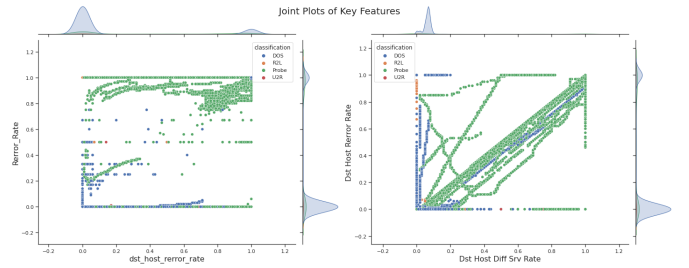 Joint Plots of Key Features
classification
DOS
R2L
Probe
U2R
1.2
1.0
0.8
0.6
0.4
0.2
0.0
−0.2
Rerror_Rate
−0.2 0.0 0.2 0.4 0.6 0.8 1.0 1.2
dst_host_rerror_rate
classification
DOS
R2L
Probe
U2R
1.2
1.0
0.8
0.6
0.4
0.2
0.0
−0.2
Dst Host Rerror Rate
−0.2 0.0 0.2 0.4 0.6 0.8 1.0 1.2
Dst Host Diff Srv Rate